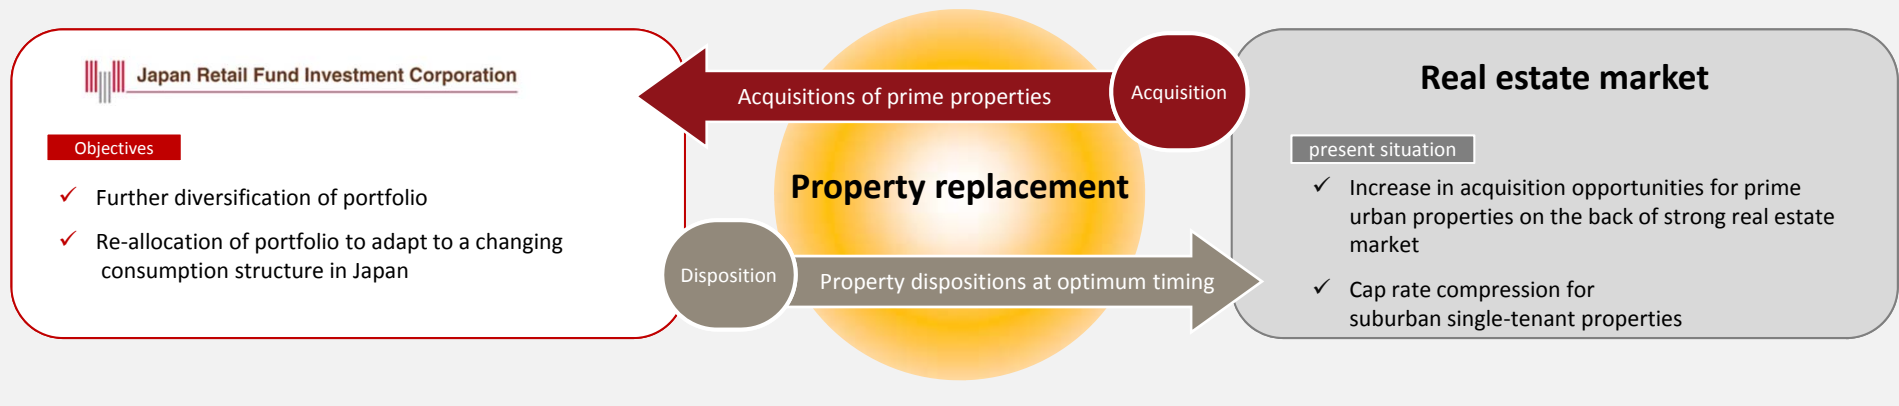 Japan Retail Fund Investment Corporation
Objectives
Further diversification of portfolio
Re-allocation of portfolio to adapt to a changing
consumption structure in Japan
Acquisitions of prime properties
Acquisition
Property replacement
Disposition
Property dispositions at optimum timing
Real estate market
present situation
Increase in acquisition opportunities for prime
urban properties on the back of strong real estate
market
Cap rate compression for
suburban single-tenant properties